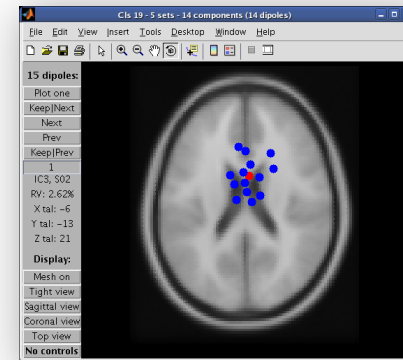 Cls 19 - 5 sets - 14 components (14 dipoles)
File Edit View Insert Tools Desktop Window Help
15 dipoles:
Plot one
Keep|Next
Next
Prev
Keep|Prev
1
IC3, S02
RV: 2.62%
X tal: -6
Y tal: -13
Z tal: 21
Display:
Mesh on
Tight view
Sagittal view
Coronal view
Top view
No controls